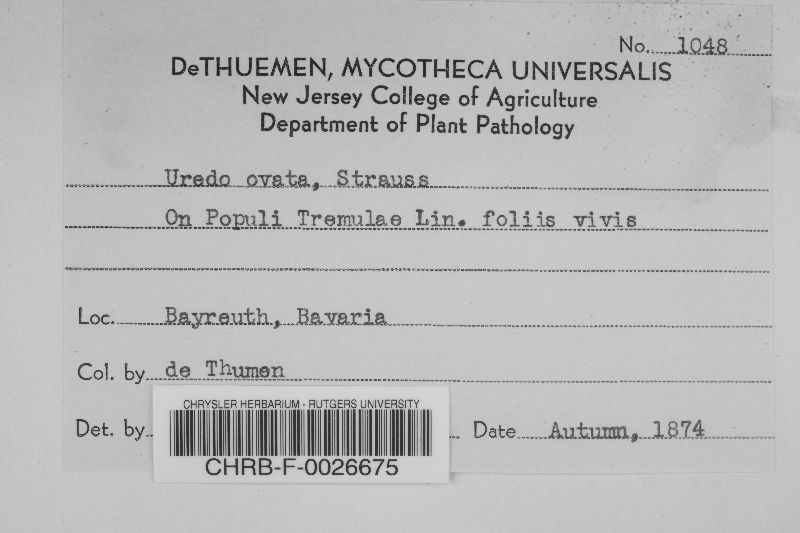 No. 1048
DeTHUEMEN, MYCOTHECA UNIVERSALIS
New Jersey College of Agriculture
Department of Plant Pathology
Uredo ovata, Strauss
On Populi Tremulae Lin. foliis vivis
Loc. Bayreuth, Bavaria
Col. by de Thumen
Det. by Date Autumn, 1874
CHRYSLER HERBARIUM - RUTGERS UNIVERSITY
CHRB-F-0026675